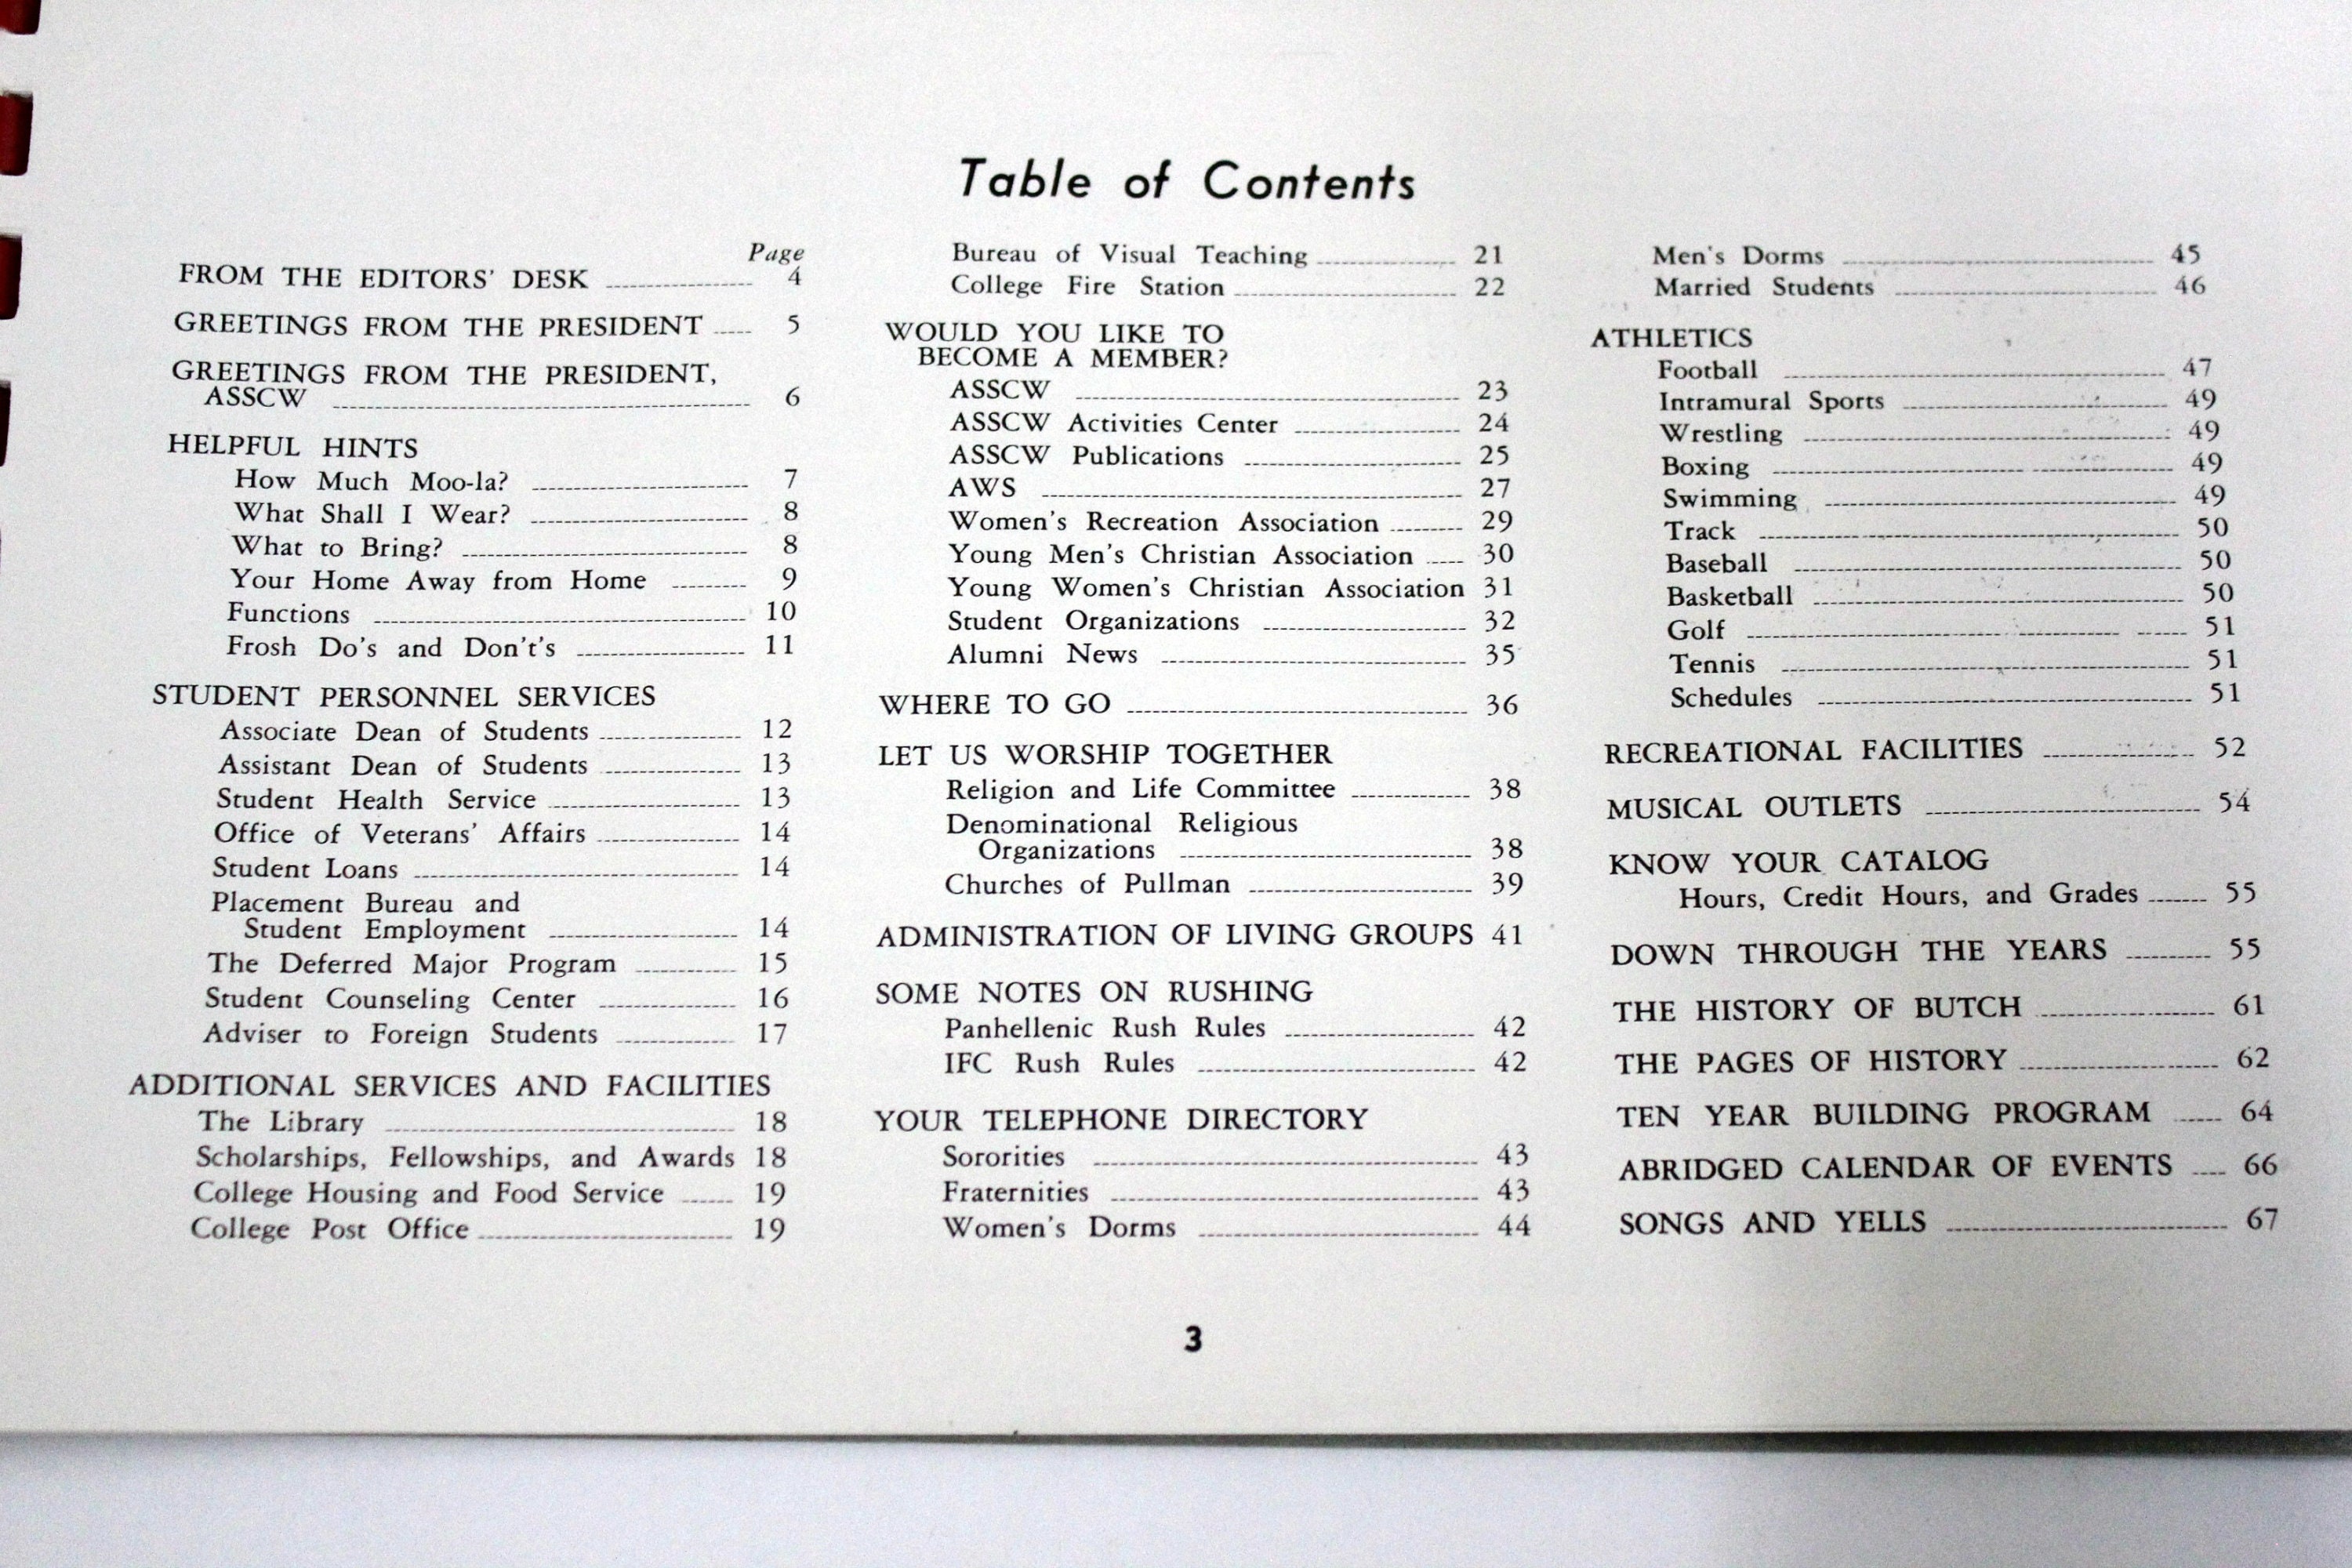 Table of Contents
Page
FROM THE EDITORS' DESK 4
GREETINGS FROM THE PRESIDENT 5
GREETINGS FROM THE PRESIDENT,
ASSCW 6
HELPFUL HINTS
How Much Moo-la? 7
What Shall I Wear? 8
What to Bring? 8
Your Home Away from Home 9
Functions 10
Frosh Do's and Don't's 11
STUDENT PERSONNEL SERVICES
Associate Dean of Students 12
Assistant Dean of Students 13
Student Health Service 13
Office of Veterans' Affairs 14
Student Loans 14
Placement Bureau and
Student Employment 14
The Deferred Major Program 15
Student Counseling Center 16
Adviser to Foreign Students 17
ADDITIONAL SERVICES AND FACILITIES
The Library 18
Scholarships, Fellowships, and Awards 18
College Housing and Food Service 19
College Post Office 19
Bureau of Visual Teaching 21
College Fire Station 22
WOULD YOU LIKE TO
BECOME A MEMBER?
ASSCW 23
ASSCW Activities Center 24
ASSCW Publications 25
AWS 27
Women's Recreation Association 29
Young Men's Christian Association 30
Young Women's Christian Association 31
Student Organizations 32
Alumni News 35
WHERE TO GO 36
LET US WORSHIP TOGETHER
Religion and Life Committee 38
Denominational Religious
Organizations 38
Churches of Pullman 39
ADMINISTRATION OF LIVING GROUPS 41
SOME NOTES ON RUSHING
Panhellenic Rush Rules 42
IFC Rush Rules 42
YOUR TELEPHONE DIRECTORY
Sororities 43
Fraternities 43
Women's Dorms 44
Men's Dorms 45
Married Students 46
ATHLETICS
Football 47
Intramural Sports 49
Wrestling 49
Boxing 49
Swimming 49
Track 50
Baseball 50
Basketball 50
Golf 51
Tennis 51
Schedules 51
RECREATIONAL FACILITIES 52
MUSICAL OUTLETS 54
KNOW YOUR CATALOG
Hours, Credit Hours, and Grades 55
DOWN THROUGH THE YEARS 55
THE HISTORY OF BUTCH 61
THE PAGES OF HISTORY 62
TEN YEAR BUILDING PROGRAM 64
ABRIDGED CALENDAR OF EVENTS 66
SONGS AND YELLS 67
3